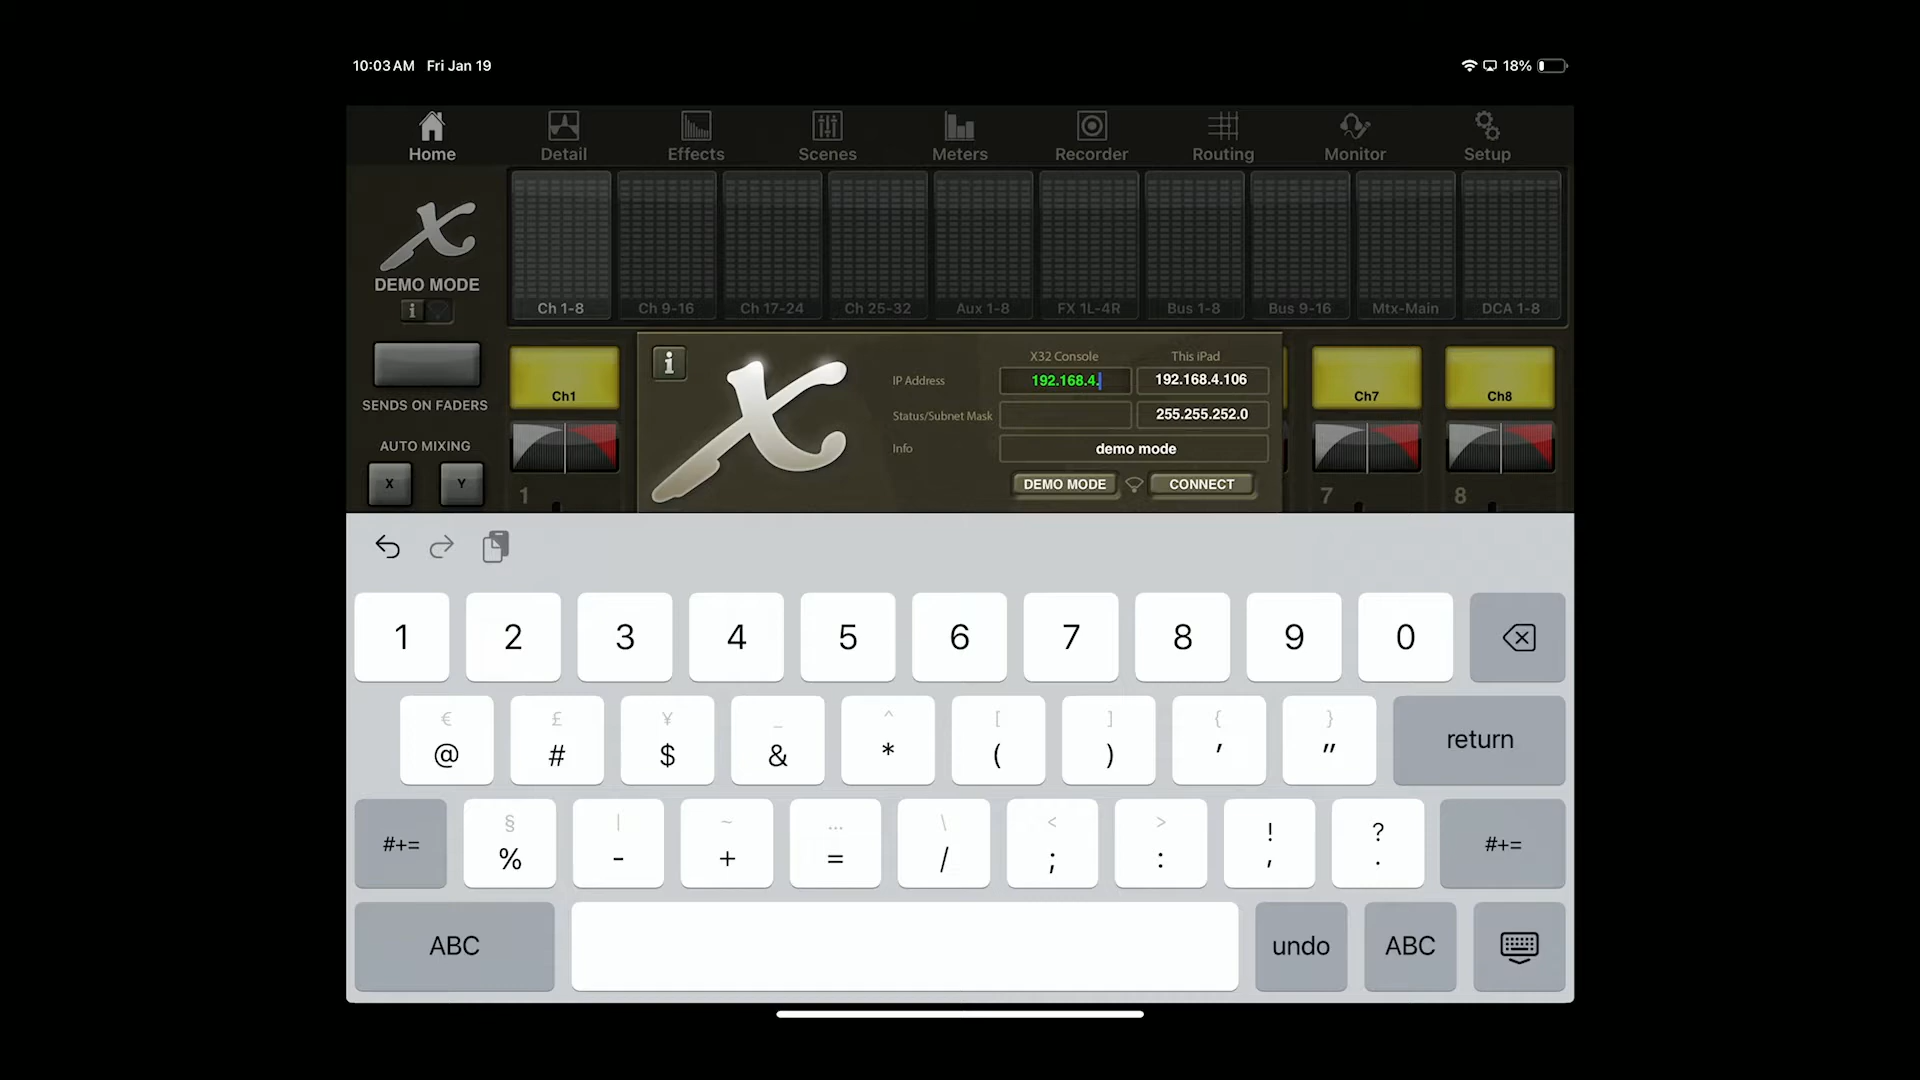 10:03 AM Fri Jan 19
18%
Home Detail Effects Scenes Meters Recorder Routing Monitor Setup
DEMO MODE
i
Ch 1-8 Ch 9-16 Ch 17-24 Ch 25-32 Aux 1-8 FX 1L-4R Bus 1-8 Bus 9-16 Mtx-Main DCA 1-8
SENDS ON FADERS
AUTO MIXING
X Y
Ch1
1
i
X32 Console This iPad
IP Address 192.168.4. 192.168.4.106
Status/Subnet Mask 255.255.252.0
Info demo mode
DEMO MODE CONNECT
Ch7 Ch8
7 8
1 2 3 4 5 6 7 8 9 0
€ £ ¥ _ ^ [ ] { }
@ # $ & * ( ) ' " return
§ | ~ … \ < > ! ?
#+= % - + = / ; : , . #+=
ABC undo ABC